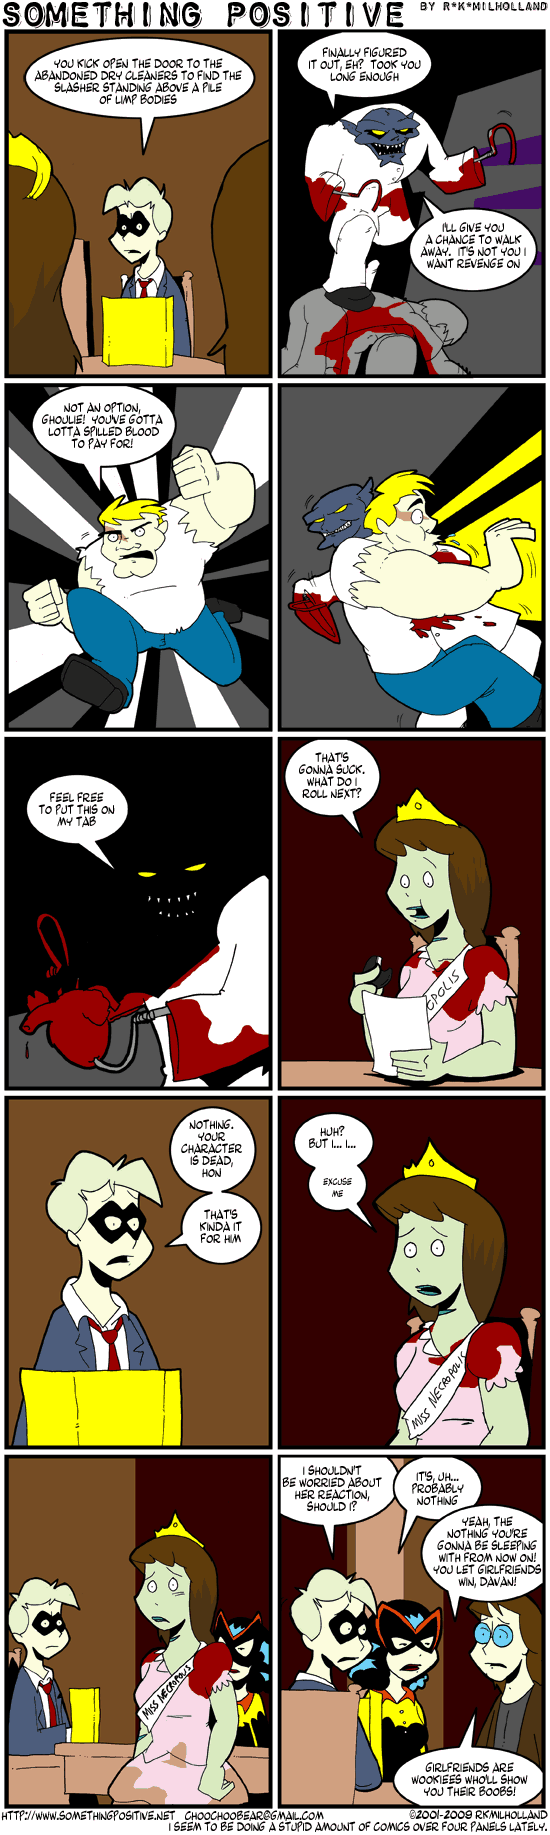 SOMETHING POSITIVE BY R*K*MILHOLLAND
YOU KICK OPEN THE DOOR TO THE
ABANDONED DRY CLEANERS TO FIND THE
SLASHER STANDING ABOVE A PILE
OF LIMP BODIES
FINALLY FIGURED
IT OUT, EH? TOOK YOU
LONG ENOUGH
I'LL GIVE YOU
A CHANCE TO WALK
AWAY. IT'S NOT YOU I
WANT REVENGE ON
NOT AN OPTION,
GHOULIE! YOU'VE GOTTA
LOTTA SPILLED BLOOD
TO PAY FOR!
FEEL FREE
TO PUT THIS ON
MY TAB
THAT'S
GONNA SUCK.
WHAT DO I
ROLL NEXT?
OPOLIS
NOTHING.
YOUR
CHARACTER
IS DEAD,
HON
THAT'S
KINDA IT
FOR HIM
HUH?
BUT I... I...
EXCUSE
ME
MISS NECROPOLIS
MISS NECROPOLIS
I SHOULDN'T
BE WORRIED ABOUT
HER REACTION,
SHOULD I?
IT'S, UH...
PROBABLY
NOTHING
YEAH, THE
NOTHING YOU'RE
GONNA BE SLEEPING
WITH FROM NOW ON!
YOU LET GIRLFRIENDS
WIN, DAVAN!
GIRLFRIENDS ARE
WOOKIEES WHO'LL SHOW
YOU THEIR BOOBS!
HTTP://WWW.SOMETHINGPOSITIVE.NET CHOOCHOOBEAR@GMAIL.COM ©2001-2009 RKMILHOLLAND
I SEEM TO BE DOING A STUPID AMOUNT OF COMICS OVER FOUR PANELS LATELY.